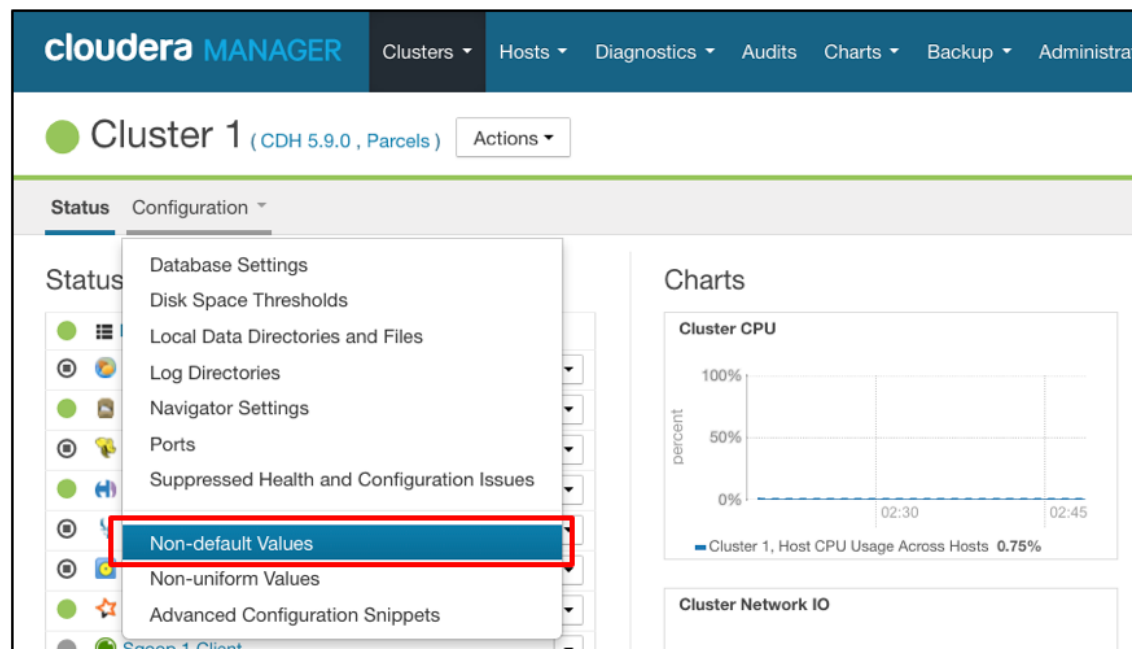 cloudera MANAGER Clusters Hosts Diagnostics Audits Charts Backup Administra
Cluster 1 ( CDH 5.9.0 , Parcels ) Actions
Status Configuration
Status
Database Settings
Disk Space Thresholds
Local Data Directories and Files
Log Directories
Navigator Settings
Ports
Suppressed Health and Configuration Issues
Non-default Values
Non-uniform Values
Advanced Configuration Snippets
Sqoop 1 Client
Charts
Cluster CPU
100%
percent
50%
0%
02:30 02:45
Cluster 1, Host CPU Usage Across Hosts 0.75%
Cluster Network IO